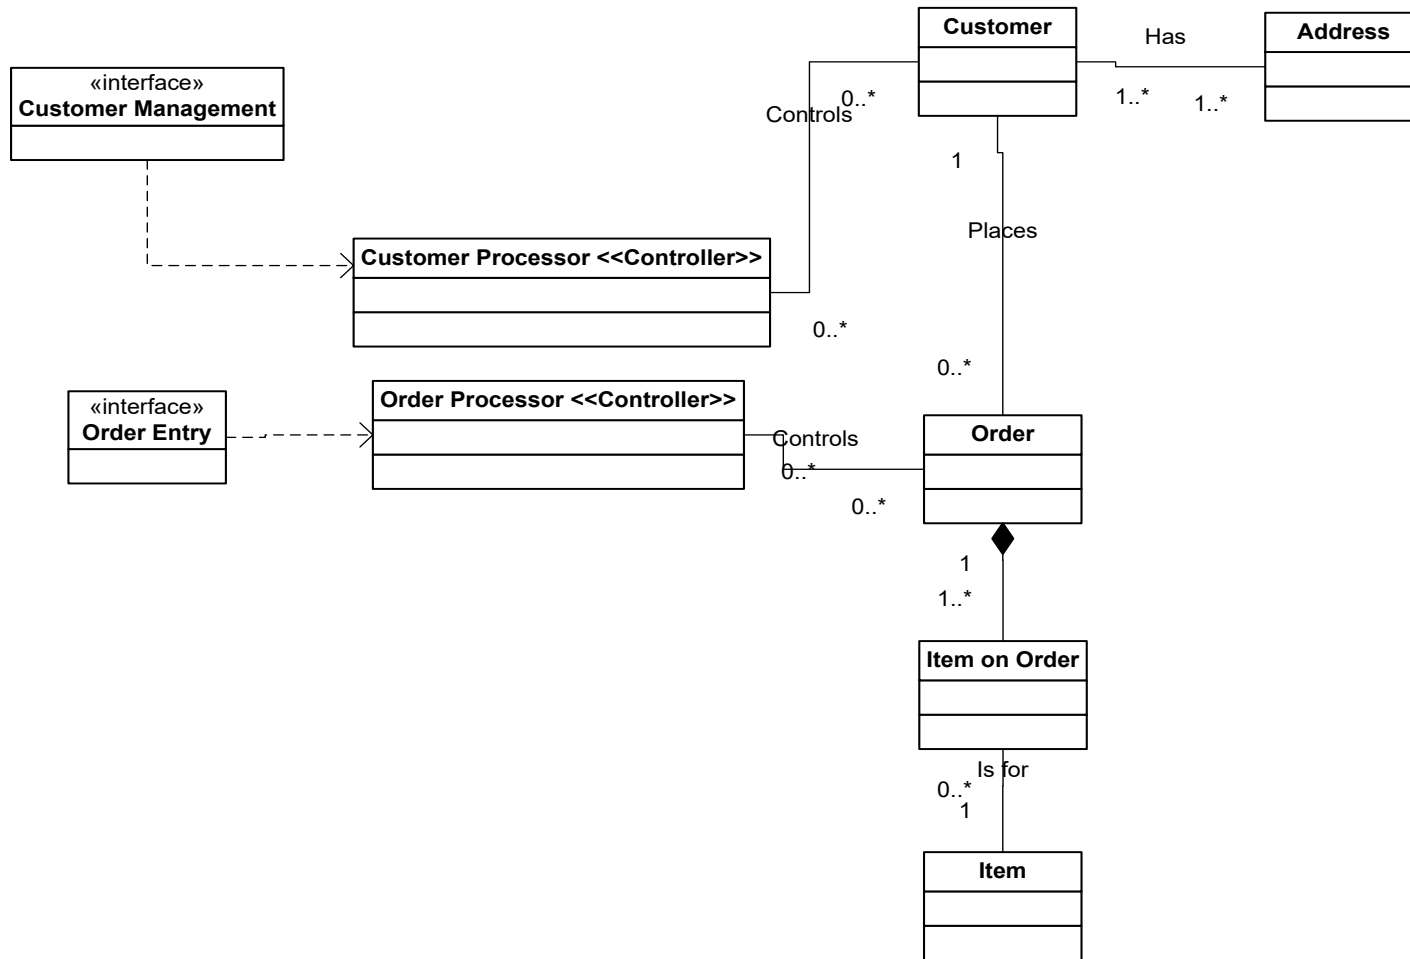 Customer
Has
Address
«interface»
Customer Management
0..*
Controls
1..*
1..*
1
Places
Customer Processor <<Controller>>
0..*
0..*
«interface»
Order Entry
Order Processor <<Controller>>
Controls
0..*
0..*
Order
1
1..*
Item on Order
Is for
0..*
1
Item